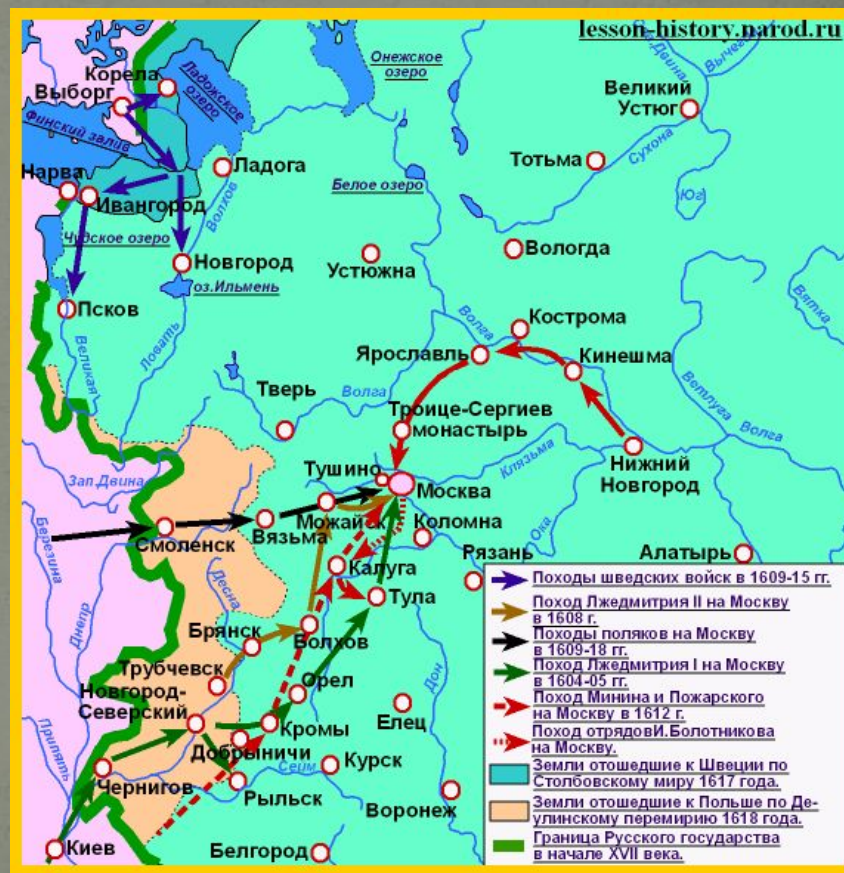 lesson-history.narod.ru
Онежское
озеро
Сев.Двина
Вычегда
Корела
Выборг
Ладожское
озеро
Финский залив
Великий
Устюг
Нарва
Ладога
Тотьма
Сухона
Ивангород
Волхов
Белое озеро
Юг
Чудское озеро
Новгород
оз.Ильмень
Устюжна
Вологда
Псков
Великая
Ловать
Вятка
Волга
Кострома
Ярославль
Кинешма
Тверь
Волга
Ветлуга
Волга
Троице-Сергиев
монастырь
Зап.Двина
Тушино
Клязьма
Нижний
Новгород
Москва
Березина
Смоленск
Вязьма
Можайск
Коломна
Ока
Рязань
Алатырь
Днепр
Десна
Калуга
Тула
Брянск
Волхов
Трубчевск
Новгород-
Северский
Орел
Дон
Елец
Кромы
Добрыничи
Припять
Чернигов
Сейм
Курск
Рыльск
Воронеж
Киев
Белгород
Походы шведских войск в 1609-15 гг.
Поход Лжедмитрия II на Москву
в 1608 г.
Походы поляков на Москву
в 1609-18 гг.
Поход Лжедмитрия I на Москву
в 1604-05 гг.
Поход Минина и Пожарского
на Москву в 1612 г.
Поход отрядовИ.Болотникова
на Москву.
Земли отошедшие к Швеции по
Столбовскому миру 1617 года.
Земли отошедшие к Польше по Де-
улинскому перемирию 1618 года.
Граница Русского государства
в начале XVII века.